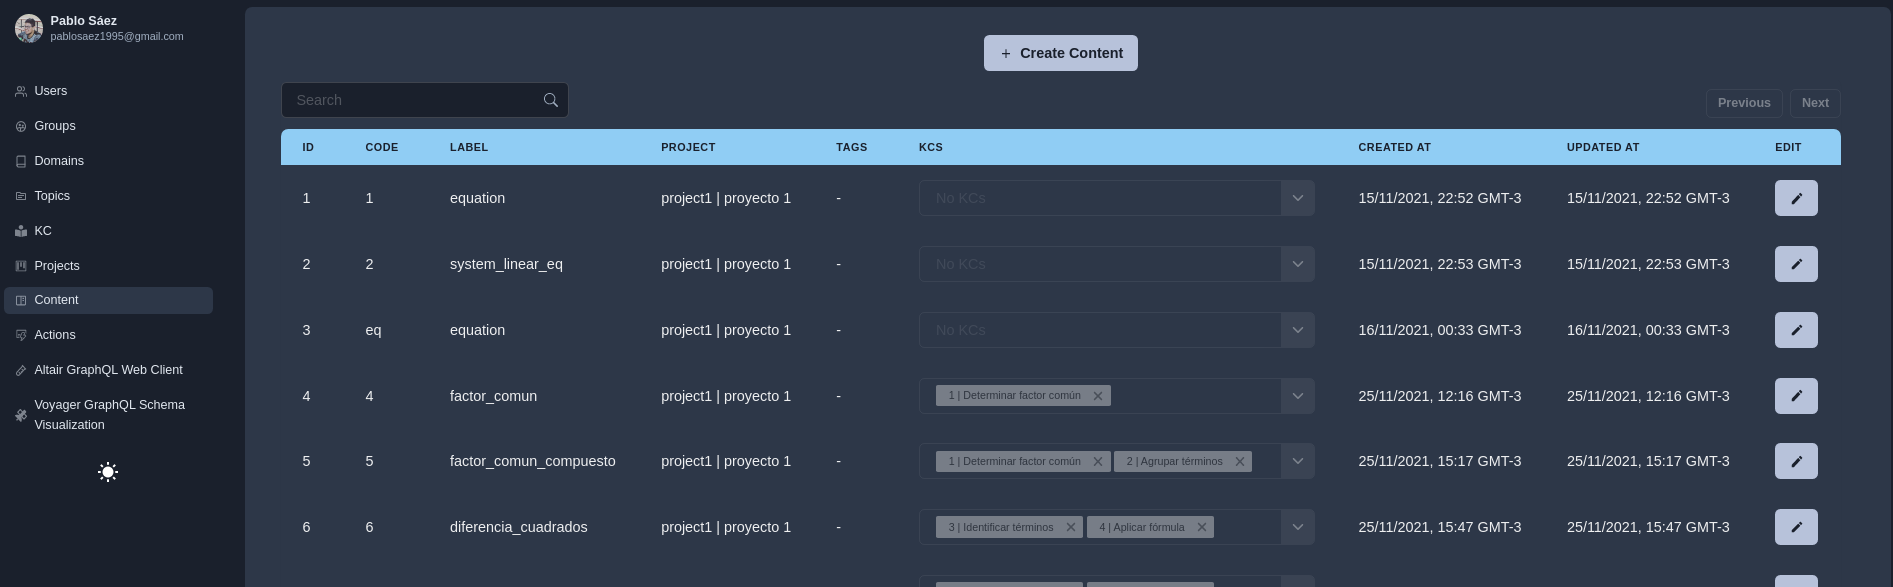 Pablo Sáez
pablosaez1995@gmail.com
Users
Groups
Domains
Topics
KC
Projects
Content
Actions
Altair GraphQL Web Client
Voyager GraphQL Schema
Visualization
+ Create Content
Search
Previous Next
ID CODE LABEL PROJECT TAGS KCS CREATED AT UPDATED AT EDIT
1 1 equation project1 | proyecto 1 - No KCs 15/11/2021, 22:52 GMT-3 15/11/2021, 22:52 GMT-3
2 2 system_linear_eq project1 | proyecto 1 - No KCs 15/11/2021, 22:53 GMT-3 15/11/2021, 22:53 GMT-3
3 eq equation project1 | proyecto 1 - No KCs 16/11/2021, 00:33 GMT-3 16/11/2021, 00:33 GMT-3
4 4 factor_comun project1 | proyecto 1 - 1 | Determinar factor común 25/11/2021, 12:16 GMT-3 25/11/2021, 12:16 GMT-3
5 5 factor_comun_compuesto project1 | proyecto 1 - 1 | Determinar factor común 2 | Agrupar términos 25/11/2021, 15:17 GMT-3 25/11/2021, 15:17 GMT-3
6 6 diferencia_cuadrados project1 | proyecto 1 - 3 | Identificar términos 4 | Aplicar fórmula 25/11/2021, 15:47 GMT-3 25/11/2021, 15:47 GMT-3